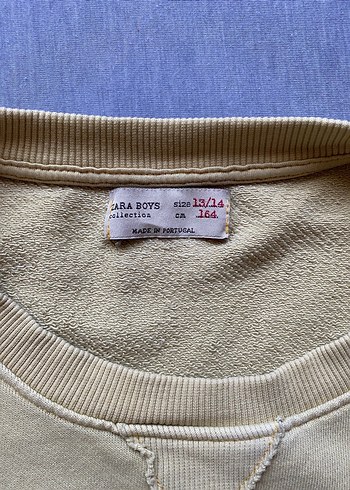 ZARA BOYS SIZE 13/14
collection CM 164
MADE IN PORTUGAL